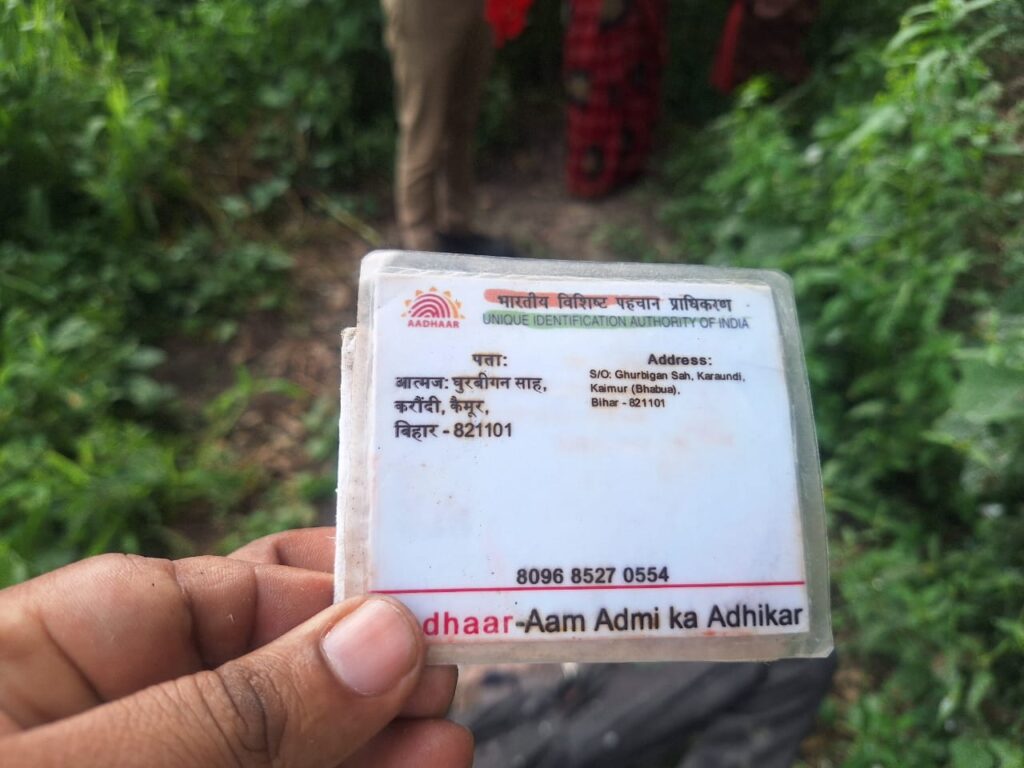 AADHAAR
भारतीय विशिष्ट पहचान प्राधिकरण
UNIQUE IDENTIFICATION AUTHORITY OF INDIA
पता:
आत्मज: घुरबीगन साह,
करौंदी, कैमूर,
बिहार - 821101
Address:
S/O: Ghurbigan Sah, Karaundi,
Kaimur (Bhabua),
Bihar - 821101
8096 8527 0554
dhaar-Aam Admi ka Adhikar